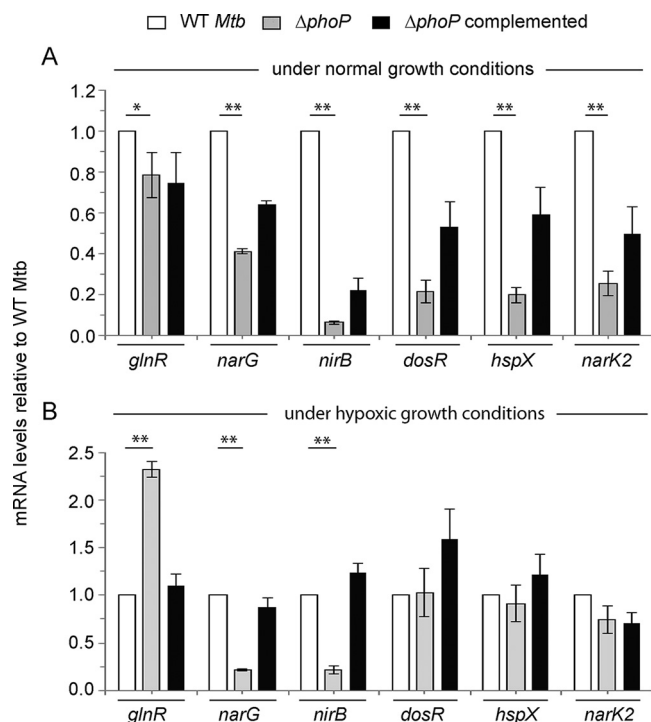 WT Mtb ΔphoP ΔphoP complemented
A
under normal growth conditions
* ** ** ** ** **
1.2
1.0
0.8
0.6
0.4
0.2
0.0
glnR narG nirB dosR hspX narK2
mRNA levels relative to WT Mtb
B
under hypoxic growth conditions
** ** **
2.5
2.0
1.5
1.0
0.5
0.0
glnR narG nirB dosR hspX narK2